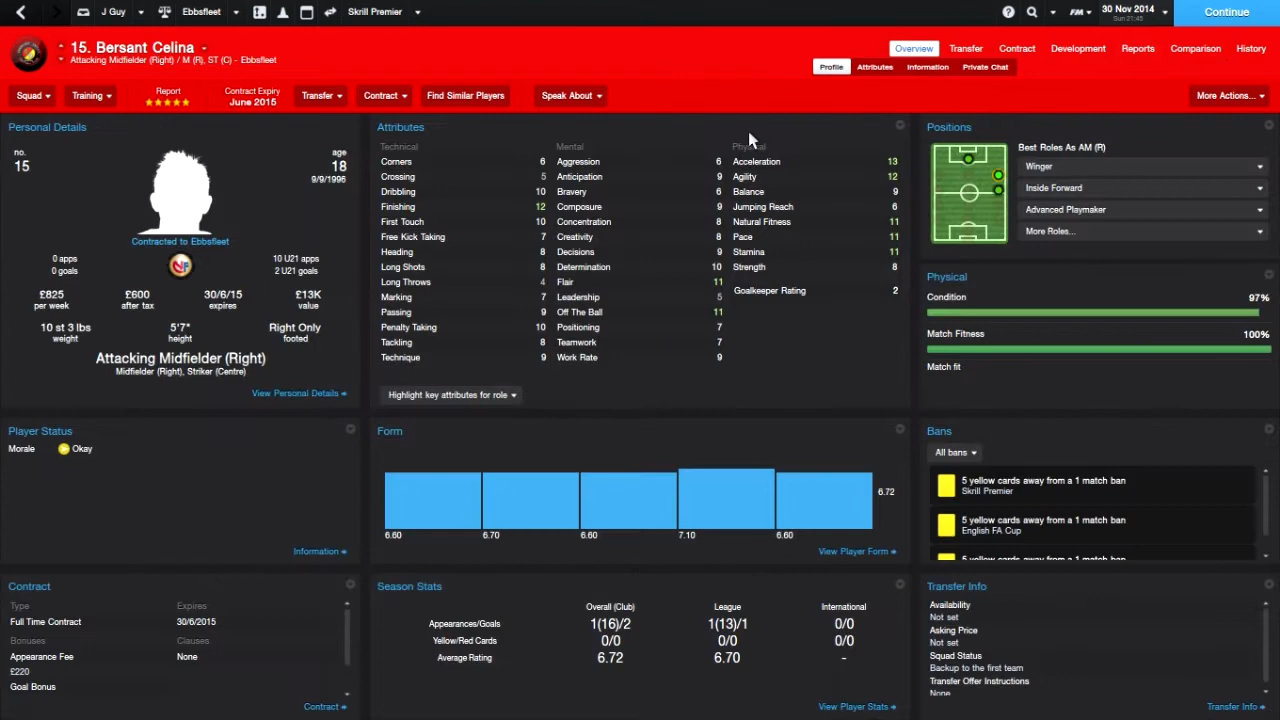 J Guy Ebbsfleet Skrill Premier FM 30 Nov 2014 Continue
Sun 21:45
15. Bersant Celina
Attacking Midfielder (Right) / M (R), ST (C) - Ebbsfleet
Overview Transfer Contract Development Reports Comparison History
Profile Attributes Information Private Chat
Squad Training Report Contract Expiry June 2015 Transfer Contract Find Similar Players Speak About More Actions...
Personal Details
no.
15
age
18
9/9/1996
Contracted to Ebbsfleet
0 apps
0 goals
10 U21 apps
2 U21 goals
£825 £600 30/6/15 £13K
per week after tax expires value
10 st 3 lbs 5'7" Right Only
weight height footed
Attacking Midfielder (Right)
Midfielder (Right), Striker (Centre)
View Personal Details
Attributes
Technical Mental
Corners 6 Aggression 6 Acceleration 13
Crossing 5 Anticipation 9 Agility 12
Dribbling 10 Bravery 6 Balance 9
Finishing 12 Composure 9 Jumping Reach 6
First Touch 10 Concentration 8 Natural Fitness 11
Free Kick Taking 7 Creativity 8 Pace 11
Heading 8 Decisions 9 Stamina 11
Long Shots 8 Determination 10 Strength 8
Long Throws 4 Flair 11
Marking 7 Leadership 5 Goalkeeper Rating 2
Passing 9 Off The Ball 11
Penalty Taking 10 Positioning 7
Tackling 8 Teamwork 7
Technique 9 Work Rate 9
Highlight key attributes for role
Positions
Best Roles As AM (R)
Winger
Inside Forward
Advanced Playmaker
More Roles...
Physical
Condition 97%
Match Fitness 100%
Match fit
Player Status
Morale Okay
Information
Form
6.72
6.60 6.70 6.60 7.10 6.60
View Player Form
Bans
All bans
5 yellow cards away from a 1 match ban
Skrill Premier
5 yellow cards away from a 1 match ban
English FA Cup
5 yellow cards away from a 1 match ban
Contract
Type Expires
Full Time Contract 30/6/2015
Bonuses Clauses
Appearance Fee None
£220
Goal Bonus
Contract
Season Stats
Overall (Club) League International
Appearances/Goals 1(16)/2 1(13)/1 0/0
Yellow/Red Cards 0/0 0/0 0/0
Average Rating 6.72 6.70 -
View Player Stats
Transfer Info
Availability
Not set
Asking Price
Not set
Squad Status
Backup to the first team
Transfer Offer Instructions
None
Transfer Info